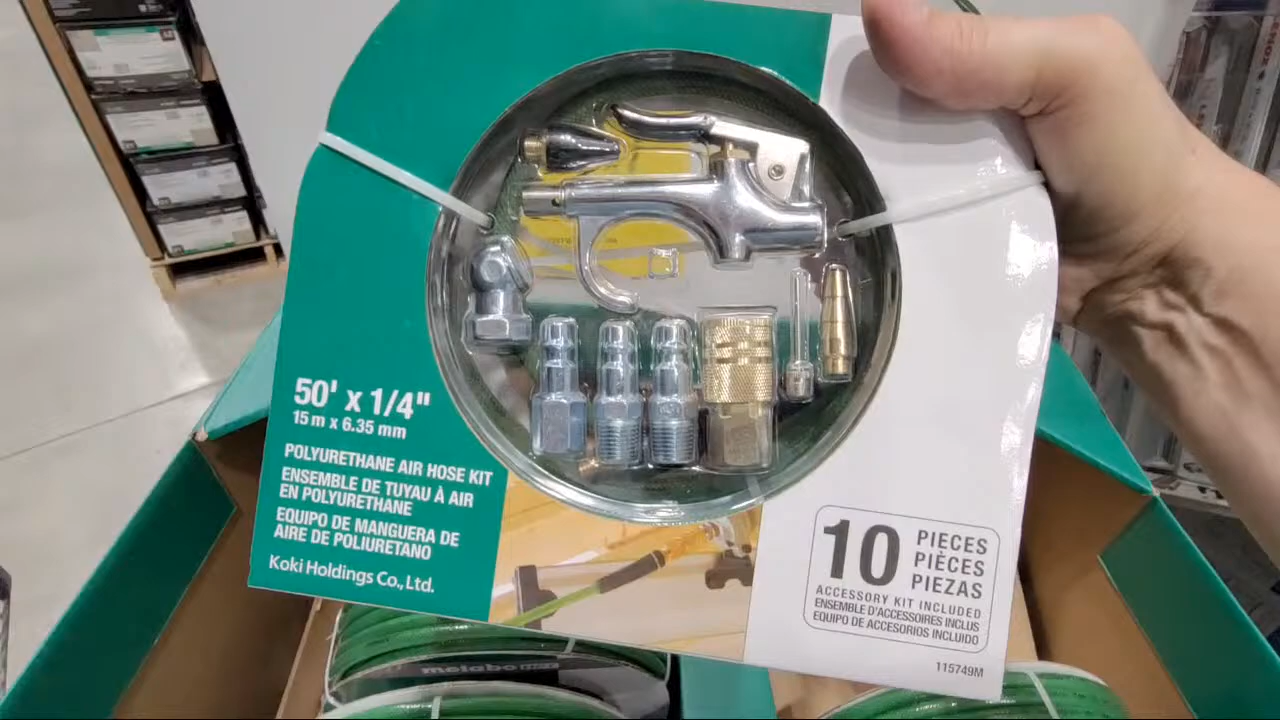 50' x 1/4"
15 m x 6.35 mm
POLYURETHANE AIR HOSE KIT
ENSEMBLE DE TUYAU À AIR
EN POLYURETHANE
EQUIPO DE MANGUERA DE
AIRE DE POLIURETANO
Koki Holdings Co., Ltd.
10
PIECES
PIÈCES
PIEZAS
ACCESSORY KIT INCLUDED
ENSEMBLE D'ACCESSOIRES INCLUS
EQUIPO DE ACCESORIOS INCLUIDO
115749M
metabo